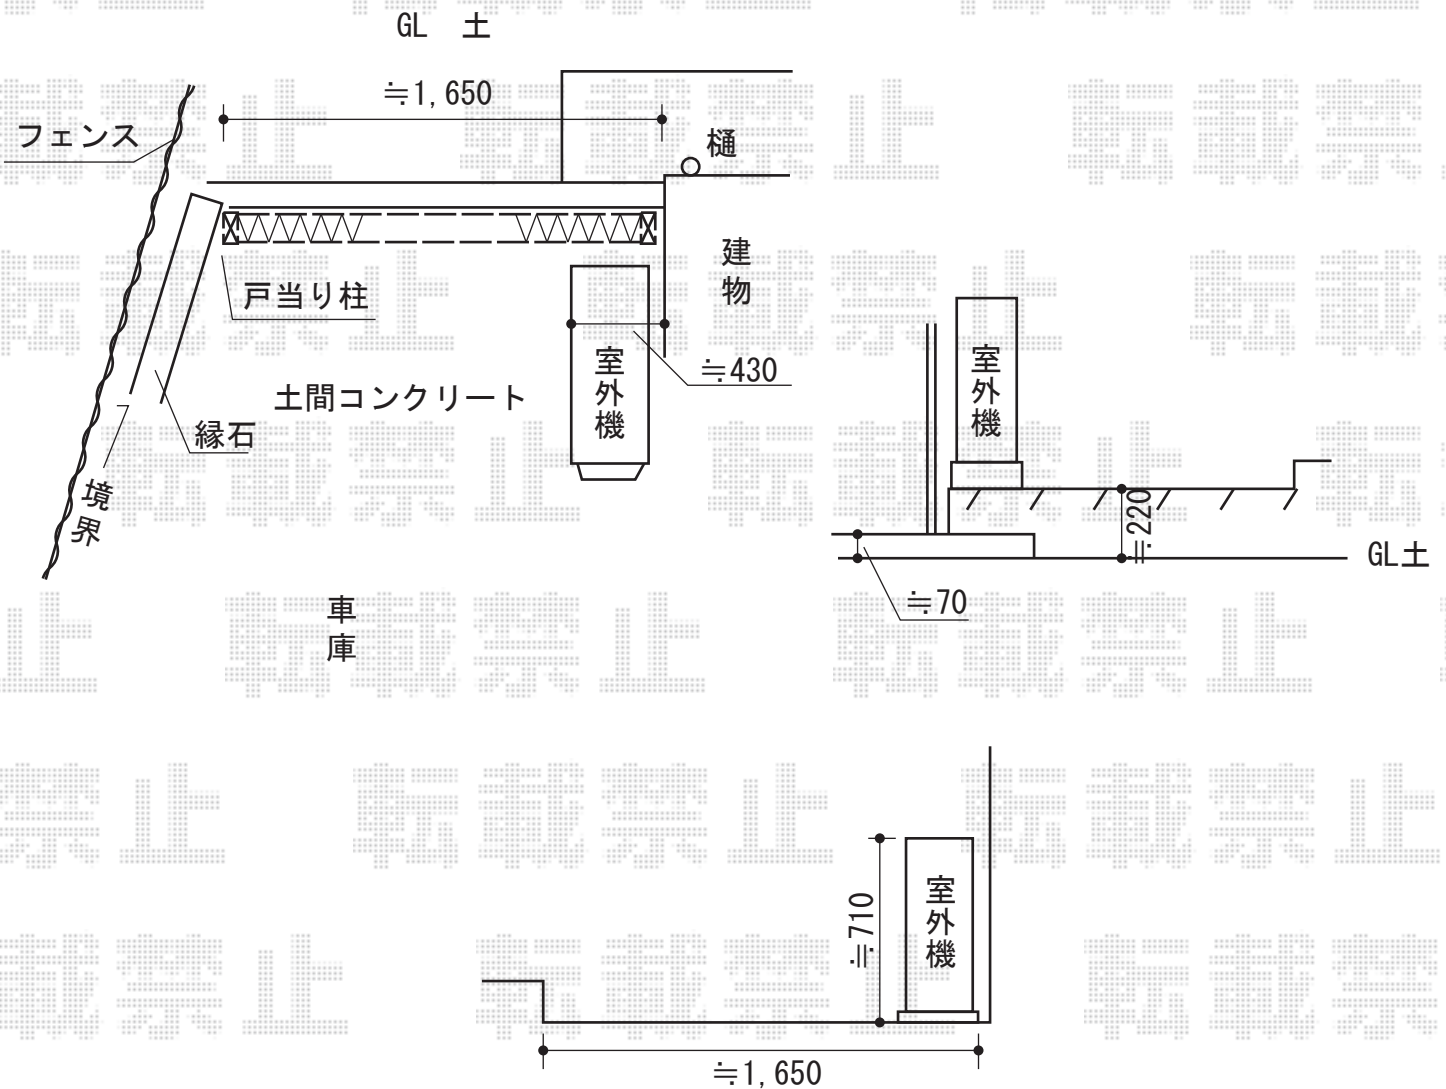 GL 土
≒1,650
フェンス
樋
建物
戸当り柱
室外機
≒430
土間コンクリート
縁石
境界
車庫
室外機
≒220
GL土
≒70
室外機
≒710
≒1,650
転載禁止